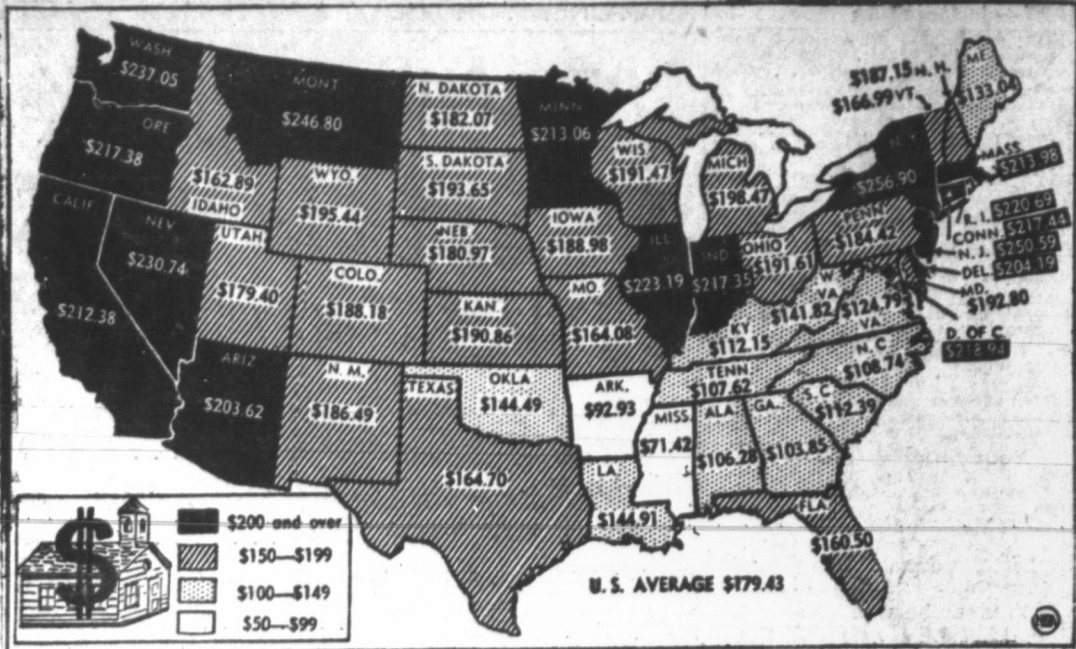 WASH
$237.05
ORE
$217.38
CALIF
$212.38
NEV
$230.74
$162.89
IDAHO
MONT
$246.80
WYO.
$195.44
UTAH
$179.40
COLO.
$188.18
ARIZ
$203.62
N. M.
$186.49
N. DAKOTA
$182.07
S. DAKOTA
$193.65
NEB
$180.97
KAN.
$190.86
OKLA
$144.49
TEXAS
$164.70
MINN
$213.06
IOWA
$188.98
MO.
$164.08
ARK.
$92.93
LA.
$144.91
WIS
$191.47
ILL
$223.19
MICH
$198.47
IND
$217.35
OHIO
$191.61
KY
$112.15
TENN.
$107.62
MISS.
$71.42
ALA.
$106.28
GA.
$103.85
FLA.
$160.50
S. C.
$112.39
N. C
$108.74
W.
VA.
$141.82
$124.79
VA.
PENN.
$184.42
N.Y.
$256.90
$187.15 N. H.
$166.99 VT.
ME.
$133.04
MASS.
$213.98
R. I. $220.69
CONN. $217.44
N. J. $250.59
DEL. $204.19
MD.
$192.80
D. OF C.
$200 and over
$150—$199
$100—$149
$50—$99
$
U. S. AVERAGE $179.43